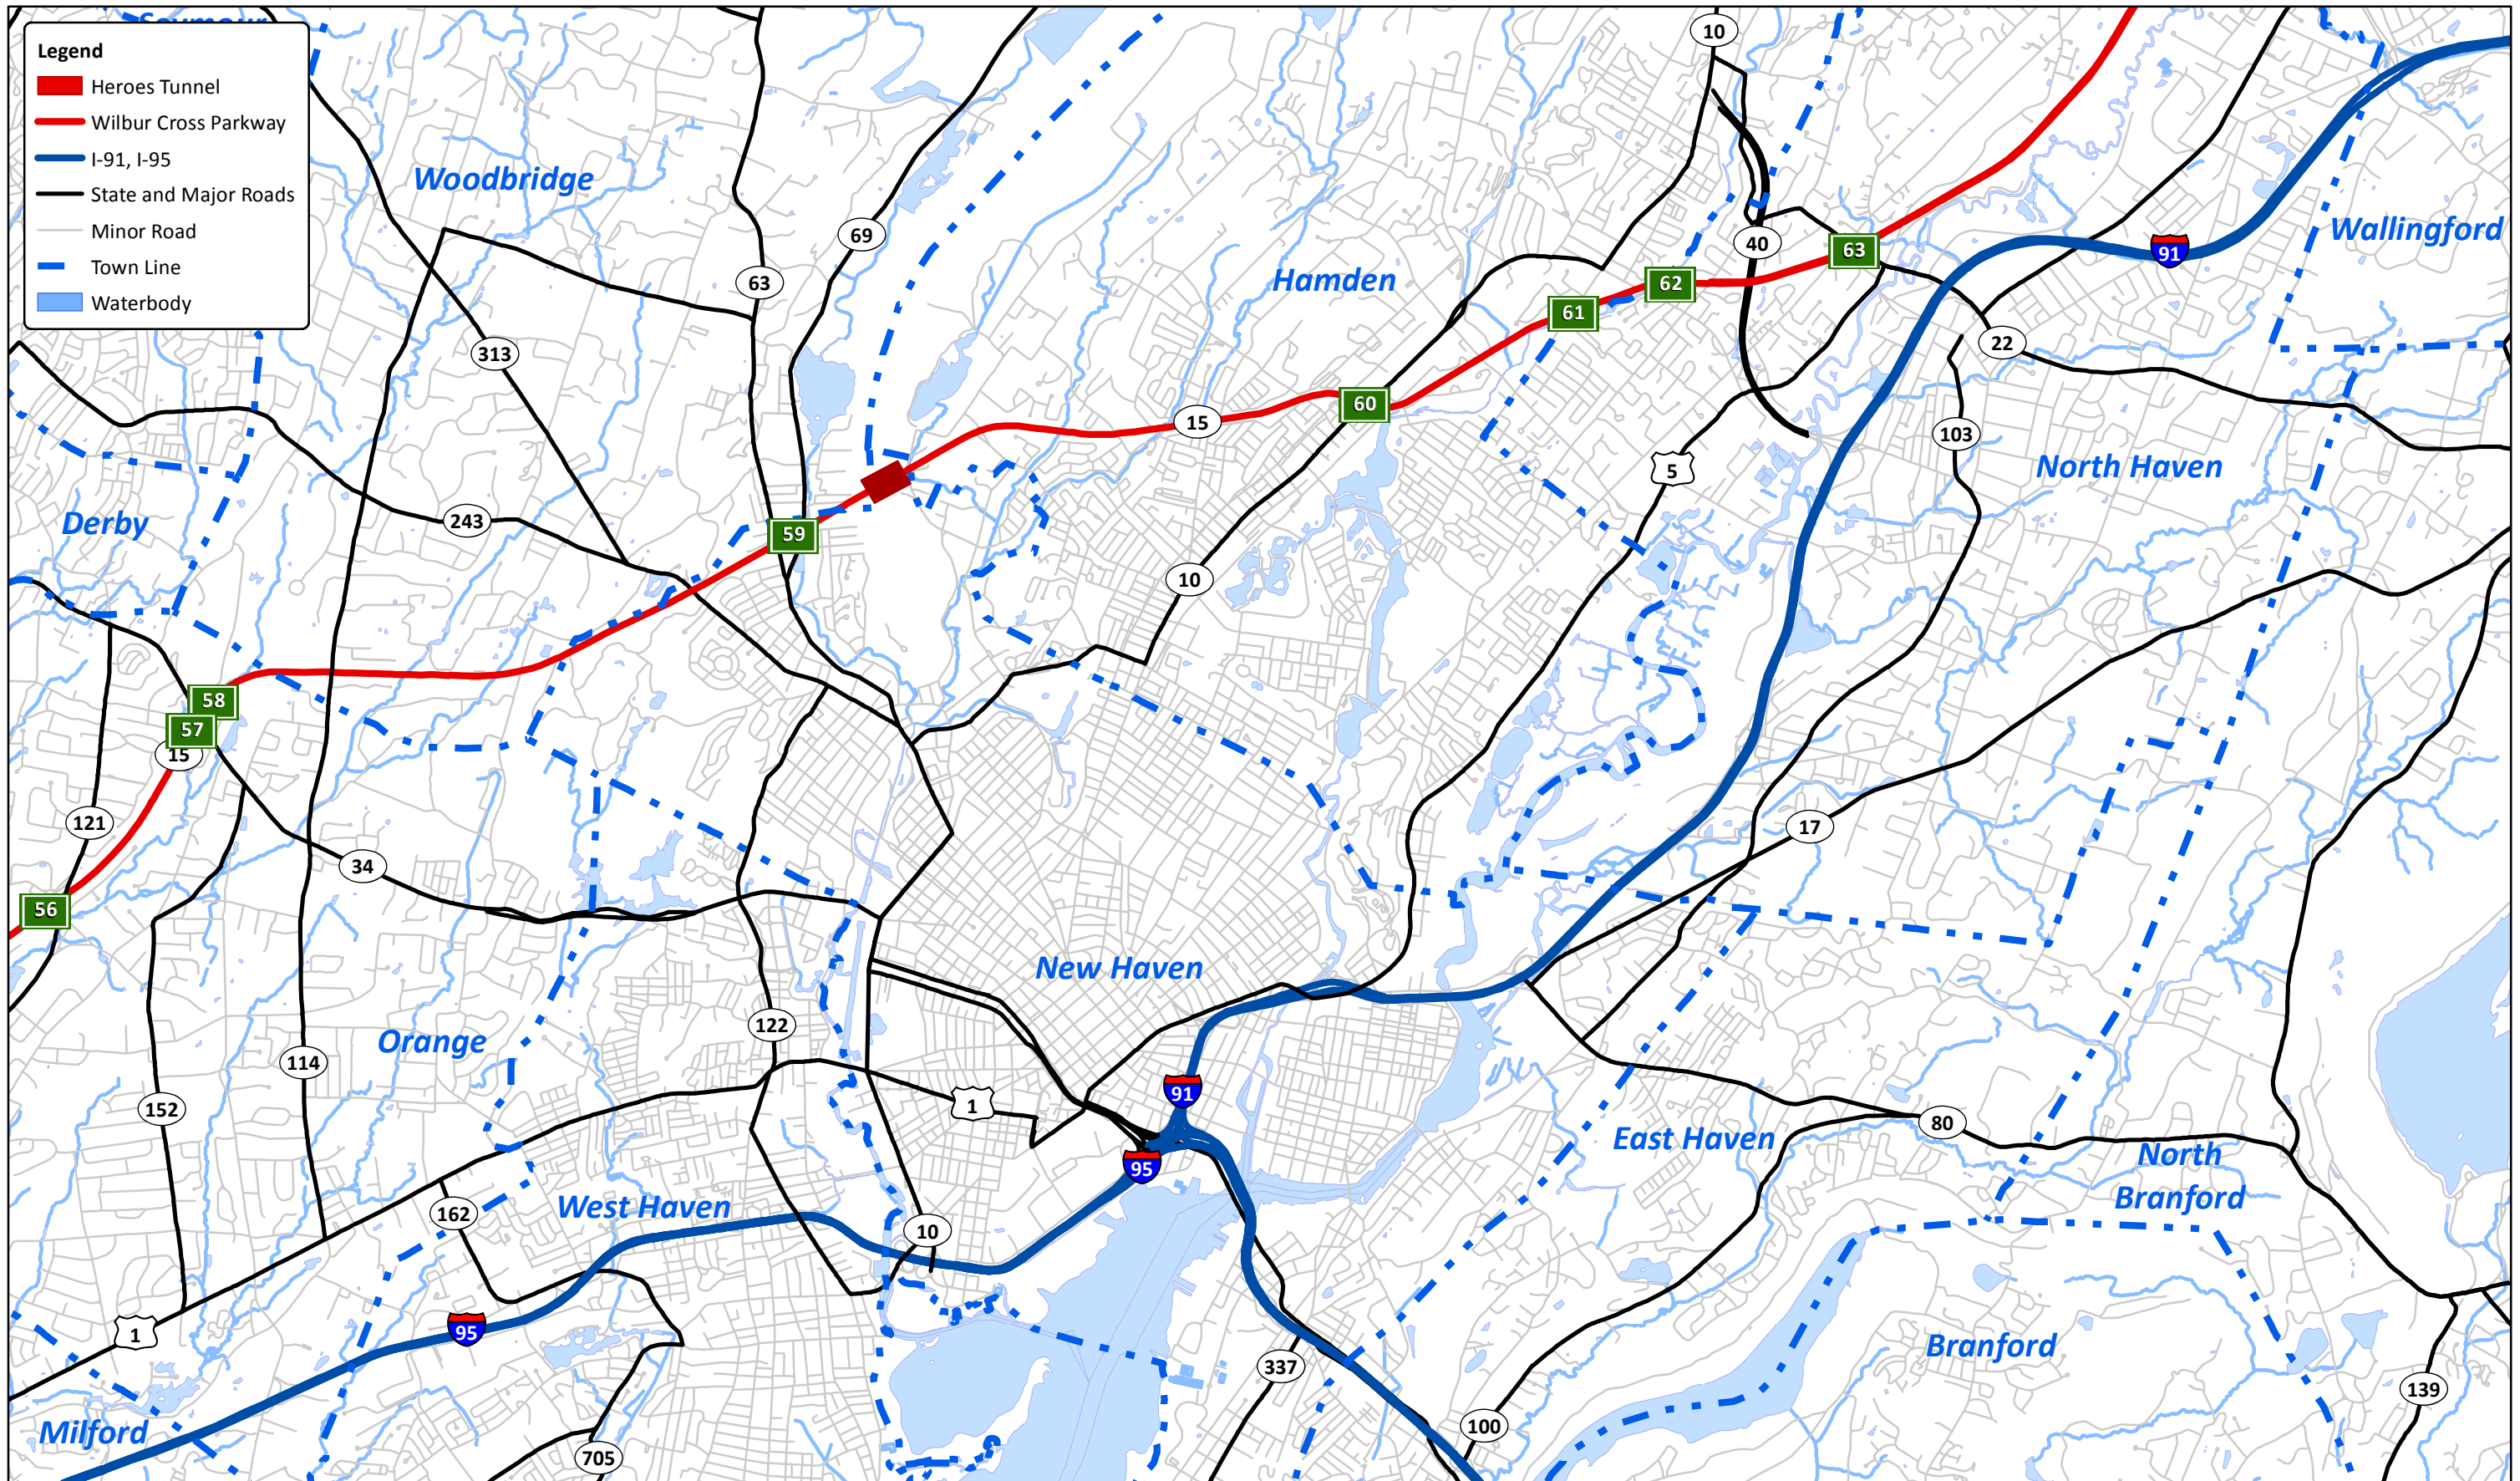 Seymour
Legend
Heroes Tunnel
Wilbur Cross Parkway
I-91, I-95
State and Major Roads
Minor Road
Town Line
Waterbody
10
Woodbridge
69
40
63
91
Wallingford
63
Hamden
62
61
22
313
60
15
103
5
North Haven
243
Derby
59
10
58
57
15
121
17
34
56
New Haven
122
Orange
114
91
1
152
80
East Haven
95
North
Branford
West Haven
162
10
95
1
Branford
337
139
100
Milford
705